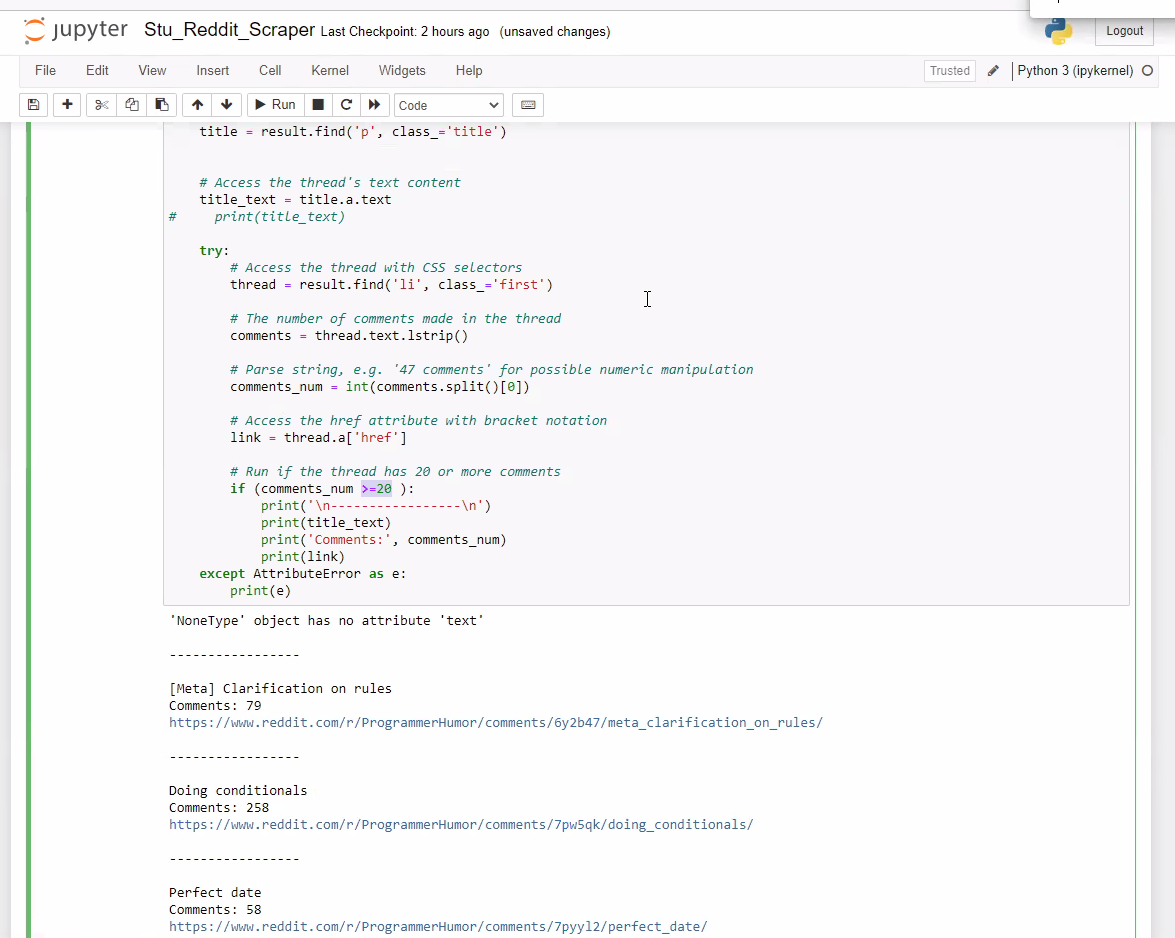 jupyter Stu_Reddit_Scraper Last Checkpoint: 2 hours ago (unsaved changes)
Logout
File Edit View Insert Cell Kernel Widgets Help
Trusted Python 3 (ipykernel)
Run Code
title = result.find('p', class_='title')
# Access the thread's text content
title_text = title.a.text
# print(title_text)
try:
# Access the thread with CSS selectors
thread = result.find('li', class_='first')
# The number of comments made in the thread
comments = thread.text.lstrip()
# Parse string, e.g. '47 comments' for possible numeric manipulation
comments_num = int(comments.split()[0])
# Access the href attribute with bracket notation
link = thread.a['href']
# Run if the thread has 20 or more comments
if (comments_num >=20 ):
print('\n-----------------\n')
print(title_text)
print('Comments:', comments_num)
print(link)
except AttributeError as e:
print(e)
'NoneType' object has no attribute 'text'
-----------------
[Meta] Clarification on rules
Comments: 79
https://www.reddit.com/r/ProgrammerHumor/comments/6y2b47/meta_clarification_on_rules/
-----------------
Doing conditionals
Comments: 258
https://www.reddit.com/r/ProgrammerHumor/comments/7pw5qk/doing_conditionals/
-----------------
Perfect date
Comments: 58
https://www.reddit.com/r/ProgrammerHumor/comments/7pyyl2/perfect_date/